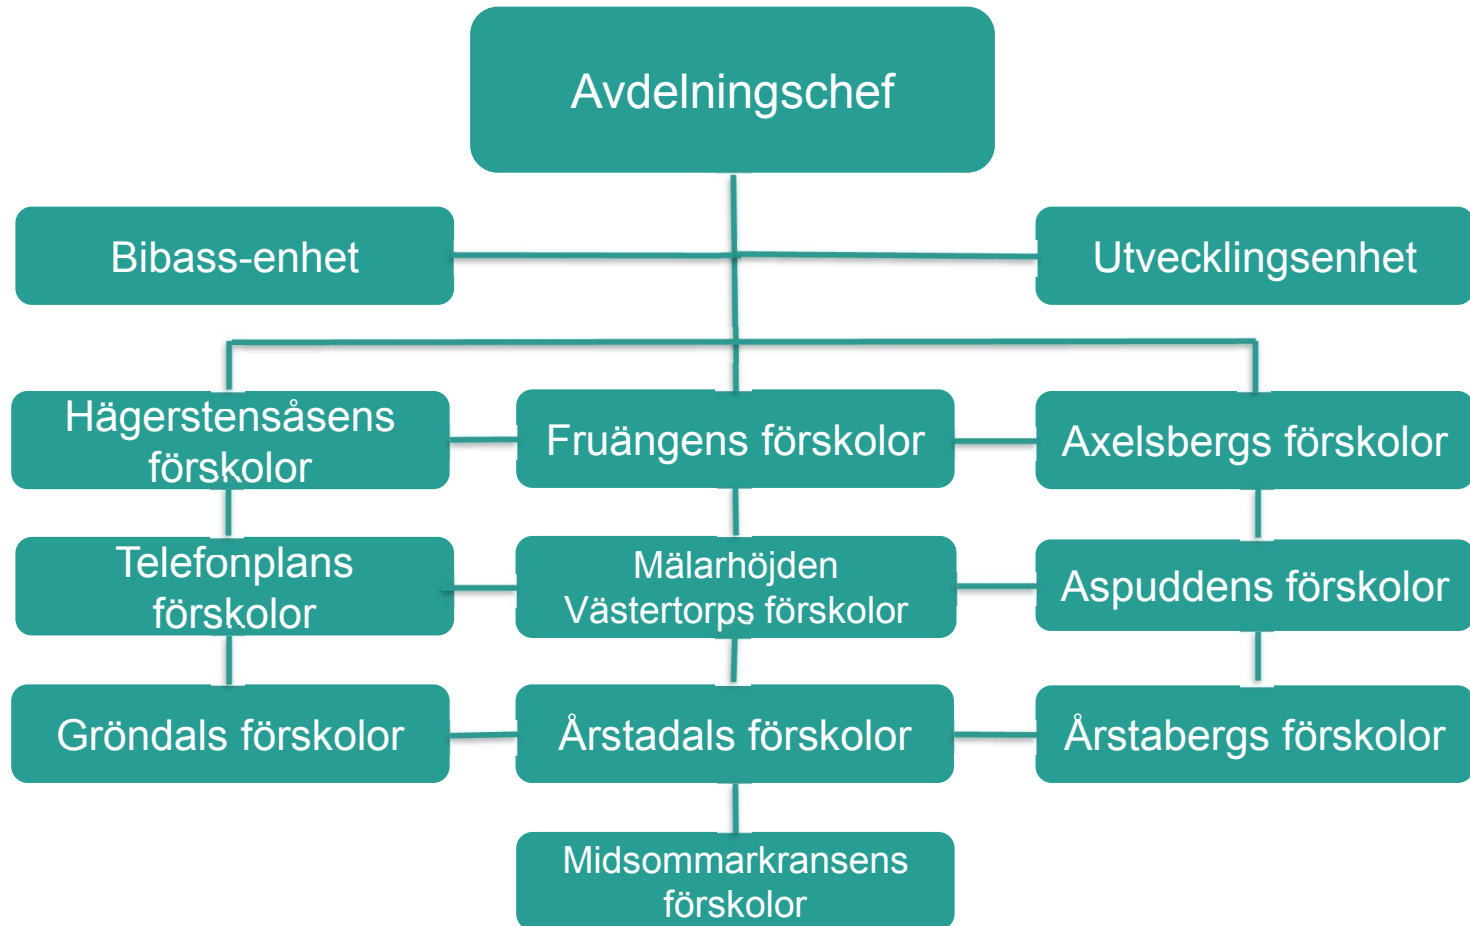 Avdelningschef
Bibass-enhet
Utvecklingsenhet
Hägerstensåsens
förskolor
Fruängens förskolor
Axelsbergs förskolor
Telefonplans
förskolor
Mälarhöjden
Västertorps förskolor
Aspuddens förskolor
Gröndals förskolor
Årstadals förskolor
Årstabergs förskolor
Midsommarkransens
förskolor